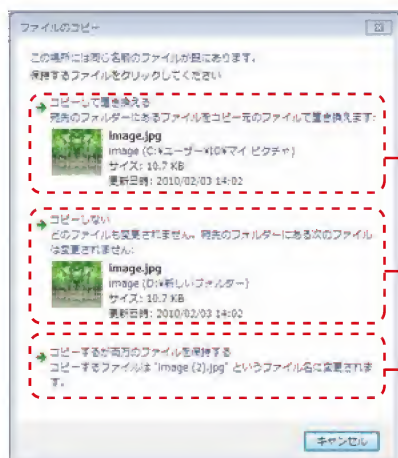 ファイルのコピー
この場所には同じ名前のファイルが既にあります。
保持するファイルをクリックしてください
コピーして置き換える
宛先のフォルダーにあるファイルをコピー元のファイルで置き換えます:
image.jpg
image (C:¥ユーザー¥IO¥マイ ピクチャ)
サイズ: 10.7 KB
更新日時: 2010/02/03 14:02
コピーしない
どのファイルも変更されません。宛先のフォルダーにある次のファイル
は変更されません:
image.jpg
image (D:¥新しいフォルダー)
サイズ: 10.7 KB
更新日時: 2010/02/03 14:02
コピーするが両方のファイルを保持する
コピーするファイルは "image (2).jpg" というファイル名に変更されま
す。
キャンセル